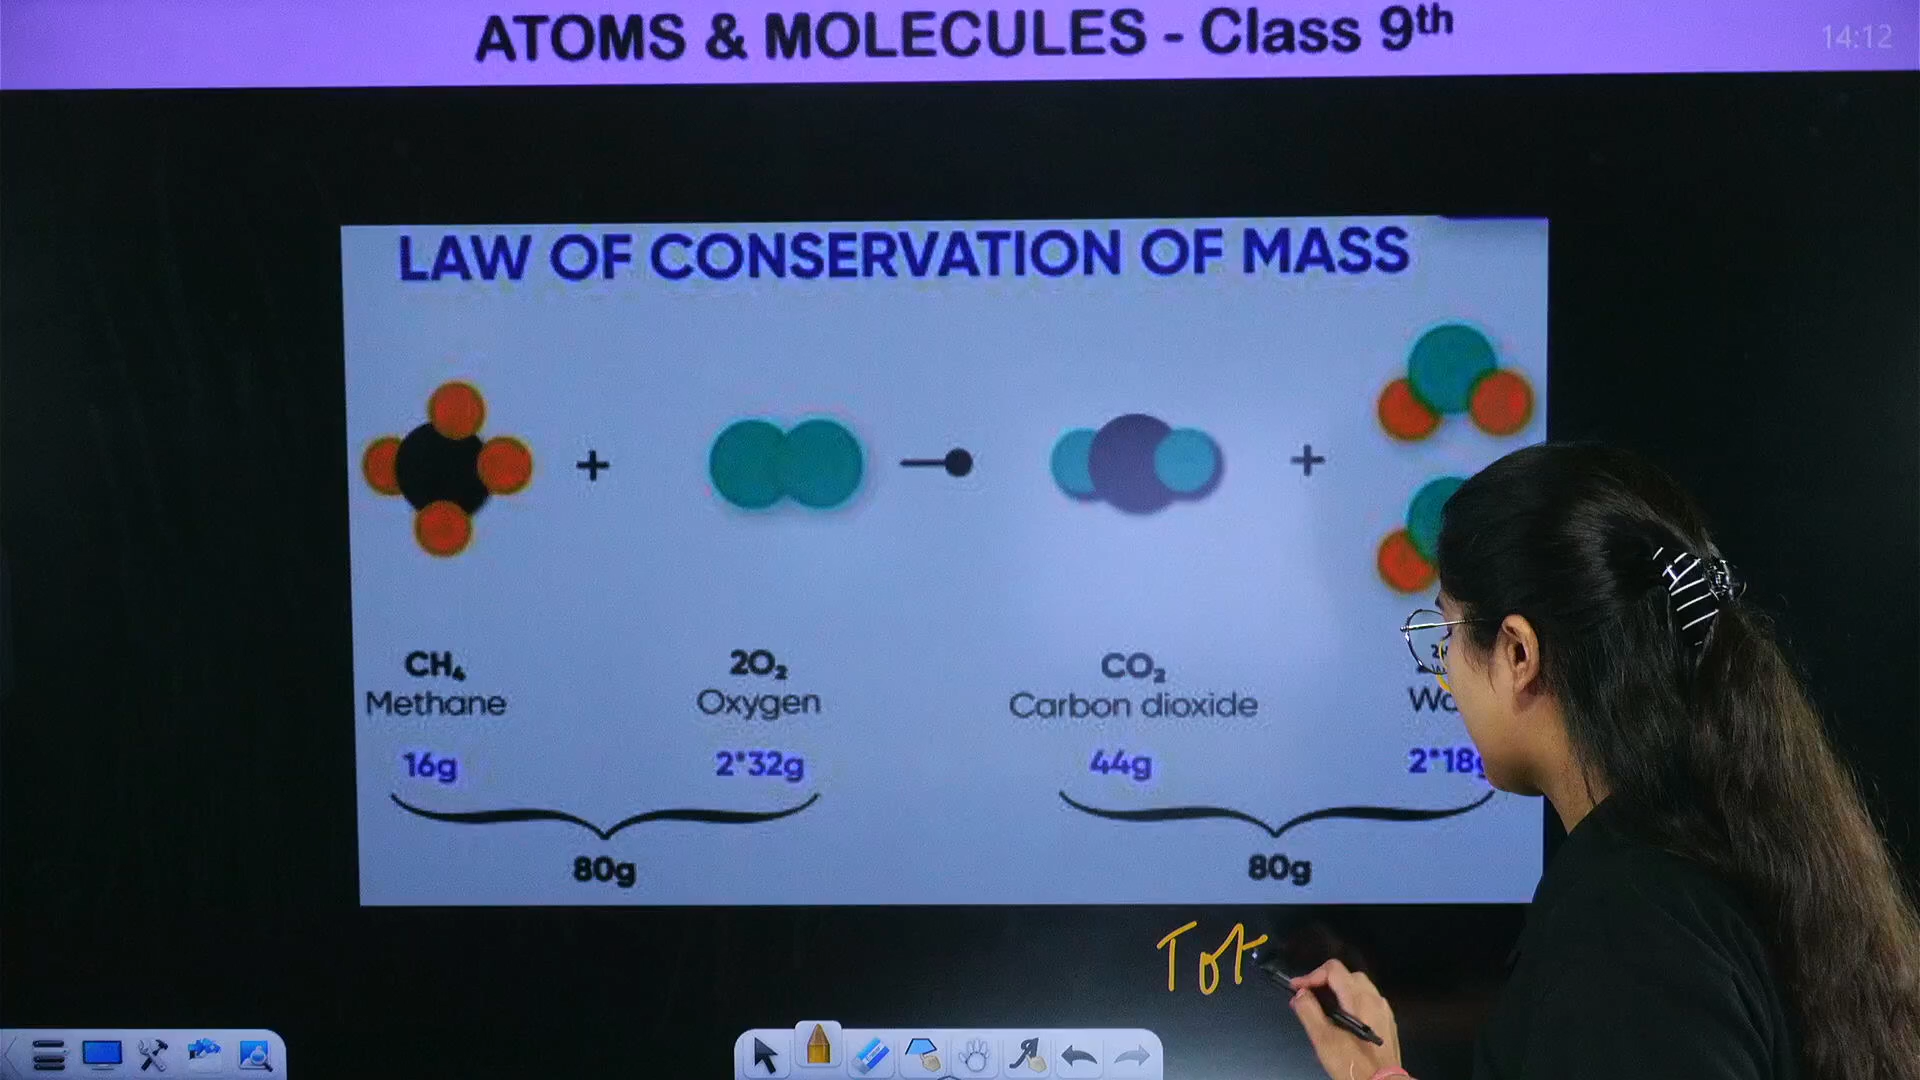 ATOMS & MOLECULES - Class 9th
14:12
LAW OF CONSERVATION OF MASS
+
+
CH₄
2O₂
CO₂
Methane
Oxygen
Carbon dioxide
16g
2*32g
44g
2*18g
80g
80g
Tot